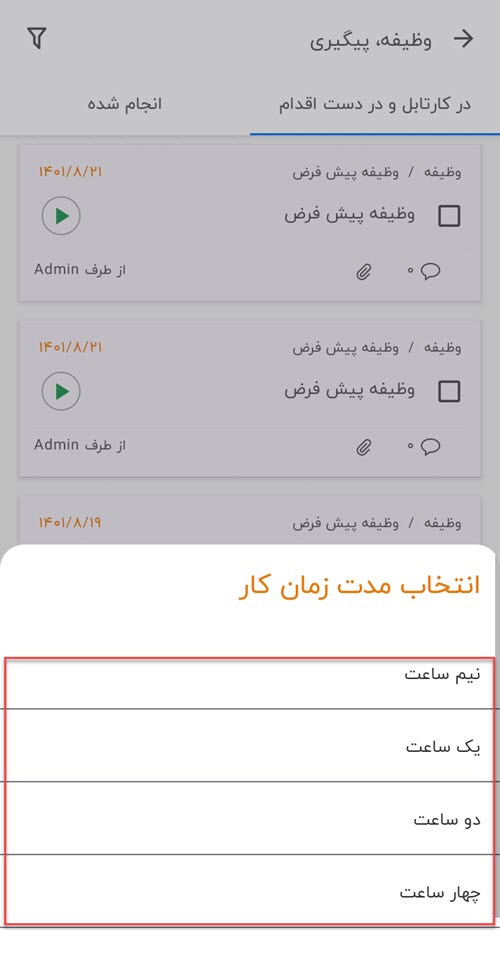 وظیفه، پیگیری
در کارتابل و در دست اقدام
انجام شده
وظیفه / وظیفه پیش فرض
۱۴۰۱/۸/۲۱
وظیفه پیش فرض
۰
از طرف Admin
وظیفه / وظیفه پیش فرض
۱۴۰۱/۸/۲۱
وظیفه پیش فرض
۰
از طرف Admin
وظیفه / وظیفه پیش فرض
۱۴۰۱/۸/۱۹
انتخاب مدت زمان کار
نیم ساعت
یک ساعت
دو ساعت
چهار ساعت